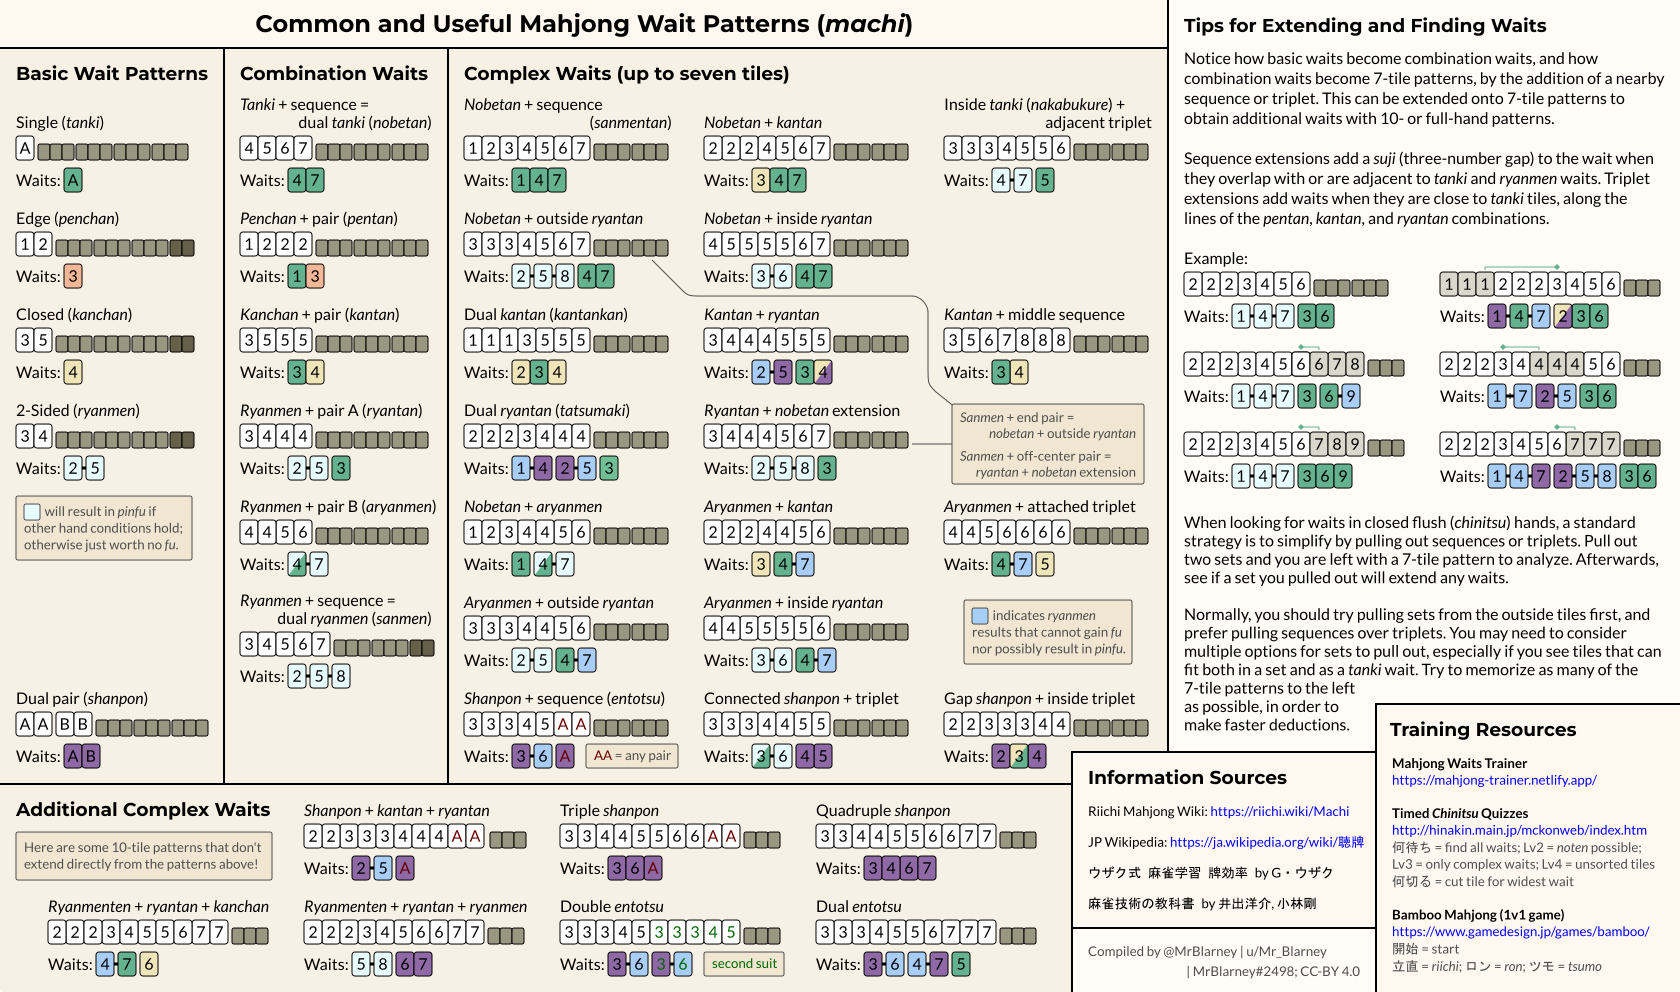 Common and Useful Mahjong Wait Patterns (machi)
Basic Wait Patterns
Single (tanki)
A
Waits: A
Edge (penchan)
1 2
Waits: 3
Closed (kanchan)
3 5
Waits: 4
2-Sided (ryanmen)
3 4
Waits: 2-5
will result in pinfu if
other hand conditions hold;
otherwise just worth no fu.
Dual pair (shanpon)
A A B B
Waits: A B
Combination Waits
Tanki + sequence =
dual tanki (nobetan)
4 5 6 7
Waits: 4 7
Penchan + pair (pentan)
1 2 2 2
Waits: 1 3
Kanchan + pair (kantan)
3 5 5 5
Waits: 3 4
Ryanmen + pair A (ryantan)
3 4 4 4
Waits: 2-5 3
Ryanmen + pair B (aryanmen)
4 4 5 6
Waits: 4-7
Ryanmen + sequence =
dual ryanmen (sanmen)
3 4 5 6 7
Waits: 2-5-8
Complex Waits (up to seven tiles)
Nobetan + sequence
(sanmentan)
1 2 3 4 5 6 7
Waits: 1 4 7
Nobetan + kantan
2 2 2 4 5 6 7
Waits: 3 4 7
Inside tanki (nakabukure) +
adjacent triplet
3 3 3 4 5 5 6
Waits: 4-7 5
Nobetan + outside ryantan
3 3 3 4 5 6 7
Waits: 2-5-8 4 7
Nobetan + inside ryantan
4 5 5 5 5 6 7
Waits: 3-6 4 7
Dual kantan (kantankan)
1 1 1 3 5 5 5
Waits: 2 3 4
Kantan + ryantan
3 4 4 4 5 5 5
Waits: 2-5 3 4
Kantan + middle sequence
3 5 6 7 8 8 8
Waits: 3 4
Dual ryantan (tatsumaki)
2 2 2 3 4 4 4
Waits: 1-4 2-5 3
Ryantan + nobetan extension
3 4 4 4 5 6 7
Waits: 2-5-8 3
Sanmen + end pair =
nobetan + outside ryantan
Sanmen + off-center pair =
ryantan + nobetan extension
Nobetan + aryanmen
1 2 3 4 4 5 6
Waits: 1 4-7
Aryanmen + kantan
2 2 2 4 4 5 6
Waits: 3 4-7
Aryanmen + attached triplet
4 4 5 6 6 6 6
Waits: 4-7 5
Aryanmen + outside ryantan
3 3 3 4 4 5 6
Waits: 2-5 4-7
Aryanmen + inside ryantan
4 4 5 5 5 5 6
Waits: 3-6 4-7
indicates ryanmen
results that cannot gain fu
nor possibly result in pinfu.
Shanpon + sequence (entotsu)
3 3 3 4 5 A A
Waits: 3-6 A
AA = any pair
Connected shanpon + triplet
3 3 3 4 4 5 5
Waits: 3-6 4 5
Gap shanpon + inside triplet
2 2 3 3 3 4 4
Waits: 2 3 4
Additional Complex Waits
Here are some 10-tile patterns that don't
extend directly from the patterns above!
Shanpon + kantan + ryantan
2 2 3 3 3 4 4 4 A A
Waits: 2-5 A
Triple shanpon
3 3 4 4 5 5 6 6 A A
Waits: 3 6 A
Quadruple shanpon
3 3 4 4 5 5 6 6 7 7
Waits: 3 4 6 7
Ryanmenten + ryantan + kanchan
2 2 2 3 4 5 5 5 7 7
Waits: 4-7 6
Ryanmenten + ryantan + ryanmen
2 2 2 3 4 5 6 6 7 7
Waits: 5-8 6 7
Double entotsu
3 3 3 4 5 3 3 3 4 5
Waits: 3-6 3-6
second suit
Dual entotsu
3 3 3 4 5 5 5 6 7 7
Waits: 3-6 4-7 5
Tips for Extending and Finding Waits
Notice how basic waits become combination waits, and how
combination waits become 7-tile patterns, by the addition of a nearby
sequence or triplet. This can be extended onto 7-tile patterns to
obtain additional waits with 10- or full-hand patterns.
Sequence extensions add a suji (three-number gap) to the wait when
they overlap with or are adjacent to tanki and ryanmen waits. Triplet
extensions add waits when they are close to tanki tiles, along the
lines of the pentan, kantan, and ryantan combinations.
Example:
2 2 2 3 4 5 6
Waits: 1-4-7 3 6
1 1 1 2 2 2 3 4 5 6
Waits: 1-4-7 2 3 6
2 2 2 3 4 5 6 6 7 8
Waits: 1-4-7 3 6-9
2 2 2 3 4 4 4 4 5 6
Waits: 1-7 2-5 3 6
2 2 2 3 4 5 6 7 8 9
Waits: 1-4-7 3 6 9
2 2 2 3 4 5 6 7 7 7
Waits: 1-4-7 2-5-8 3 6
When looking for waits in closed flush (chinitsu) hands, a standard
strategy is to simplify by pulling out sequences or triplets. Pull out
two sets and you are left with a 7-tile pattern to analyze. Afterwards,
see if a set you pulled out will extend any waits.
Normally, you should try pulling sets from the outside tiles first, and
prefer pulling sequences over triplets. You may need to consider
multiple options for sets to pull out, especially if you see tiles that can
fit both in a set and as a tanki wait. Try to memorize as many of the
7-tile patterns to the left
as possible, in order to
make faster deductions.
Information Sources
Riichi Mahjong Wiki: https://riichi.wiki/Machi
JP Wikipedia: https://ja.wikipedia.org/wiki/聴牌
ウザク式 麻雀学習 牌効率 by G・ウザク
麻雀技術の教科書 by 井出洋介, 小林剛
Compiled by @MrBlarney | u/Mr_Blarney
| MrBlarney#2498; CC-BY 4.0
Training Resources
Mahjong Waits Trainer
https://mahjong-trainer.netlify.app/
Timed Chinitsu Quizzes
http://hinakin.main.jp/mckonweb/index.htm
何待ち = find all waits; Lv2 = noten possible;
Lv3 = only complex waits; Lv4 = unsorted tiles
何切る = cut tile for widest wait
Bamboo Mahjong (1v1 game)
https://www.gamedesign.jp/games/bamboo/
開始 = start
立直 = riichi; ロン = ron; ツモ = tsumo